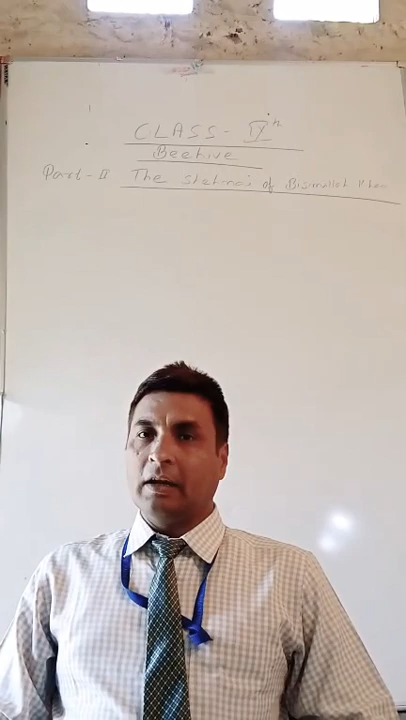 CLASS - IXth
Beehive
Part - II The Shehnai of Bismillah Khan